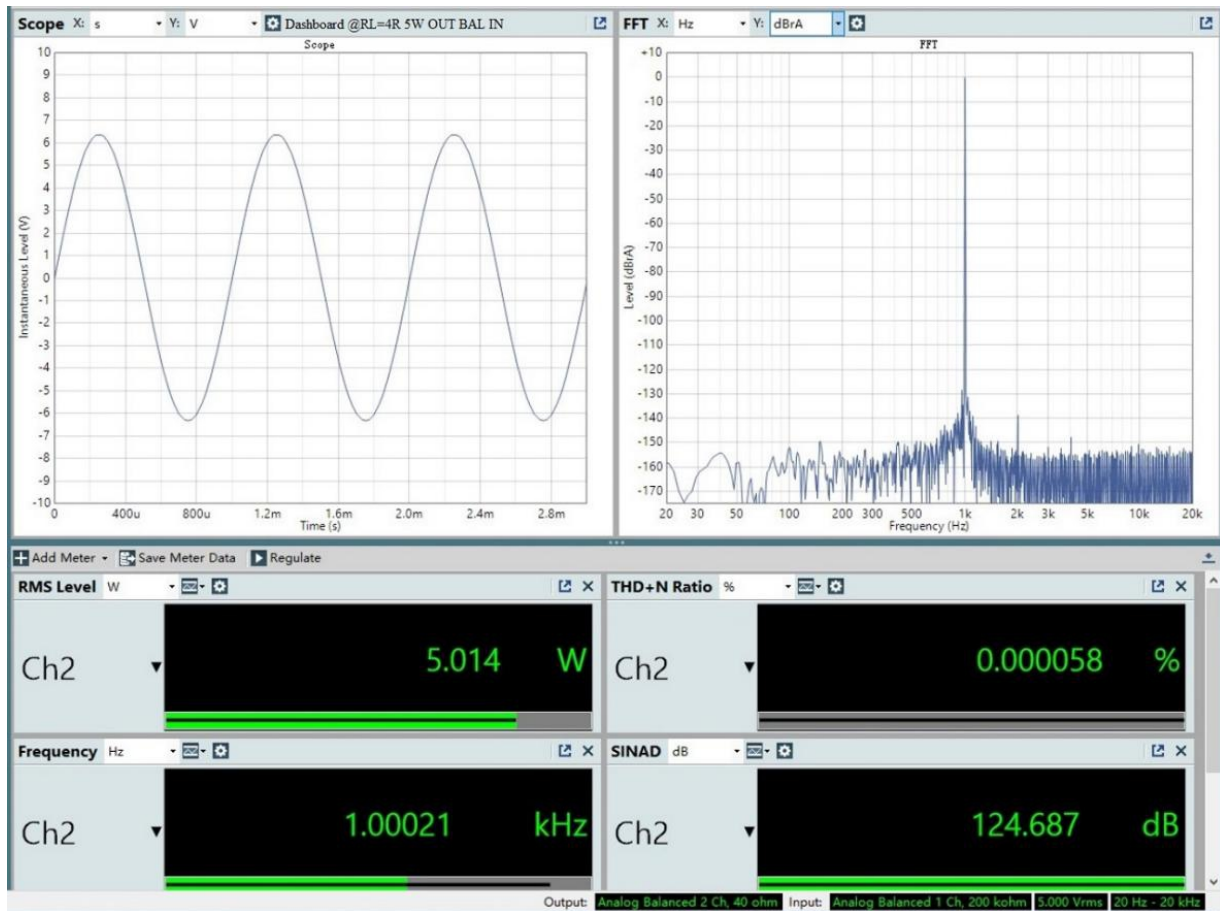 Scope X: s Y: V Dashboard @RL=4R 5W OUT BAL IN
Scope
10
9
8
7
6
5
4
3
2
1
0
-1
-2
-3
-4
-5
-6
-7
-8
-9
-10
Instantaneous Level (V)
0 400u 800u 1.2m 1.6m 2.0m 2.4m 2.8m
Time (s)
FFT X: Hz Y: dBrA
FFT
+10
0
-10
-20
-30
-40
-50
-60
-70
-80
-90
-100
-110
-120
-130
-140
-150
-160
-170
Level (dBrA)
20 30 50 100 200 300 500 1k 2k 3k 5k 10k 20k
Frequency (Hz)
Add Meter Save Meter Data Regulate
RMS Level W
Ch2 5.014 W
THD+N Ratio %
Ch2 0.000058 %
Frequency Hz
Ch2 1.00021 kHz
SINAD dB
Ch2 124.687 dB
Output: Analog Balanced 2 Ch, 40 ohm Input: Analog Balanced 1 Ch, 200 kohm 5.000 Vrms 20 Hz - 20 kHz